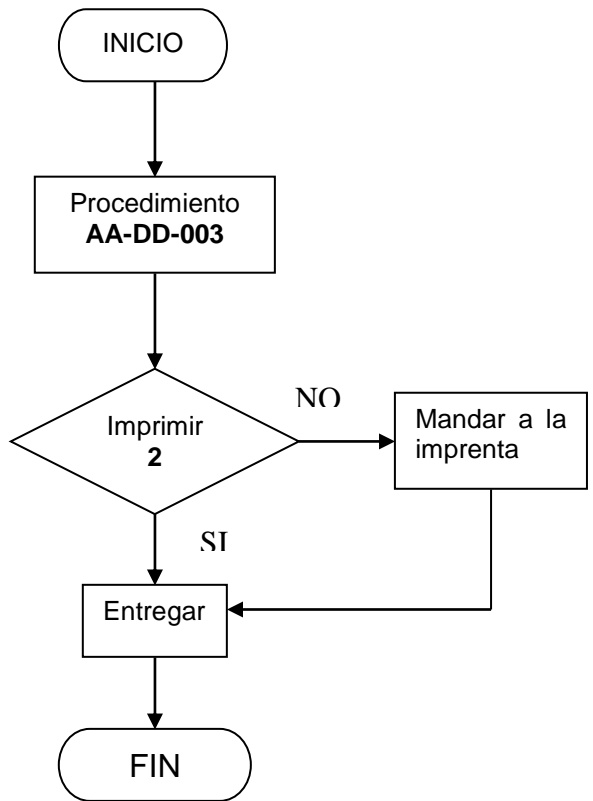 INICIO
Procedimiento
AA-DD-003
NO
Imprimir
2
Mandar a la
imprenta
SI
Entregar
FIN